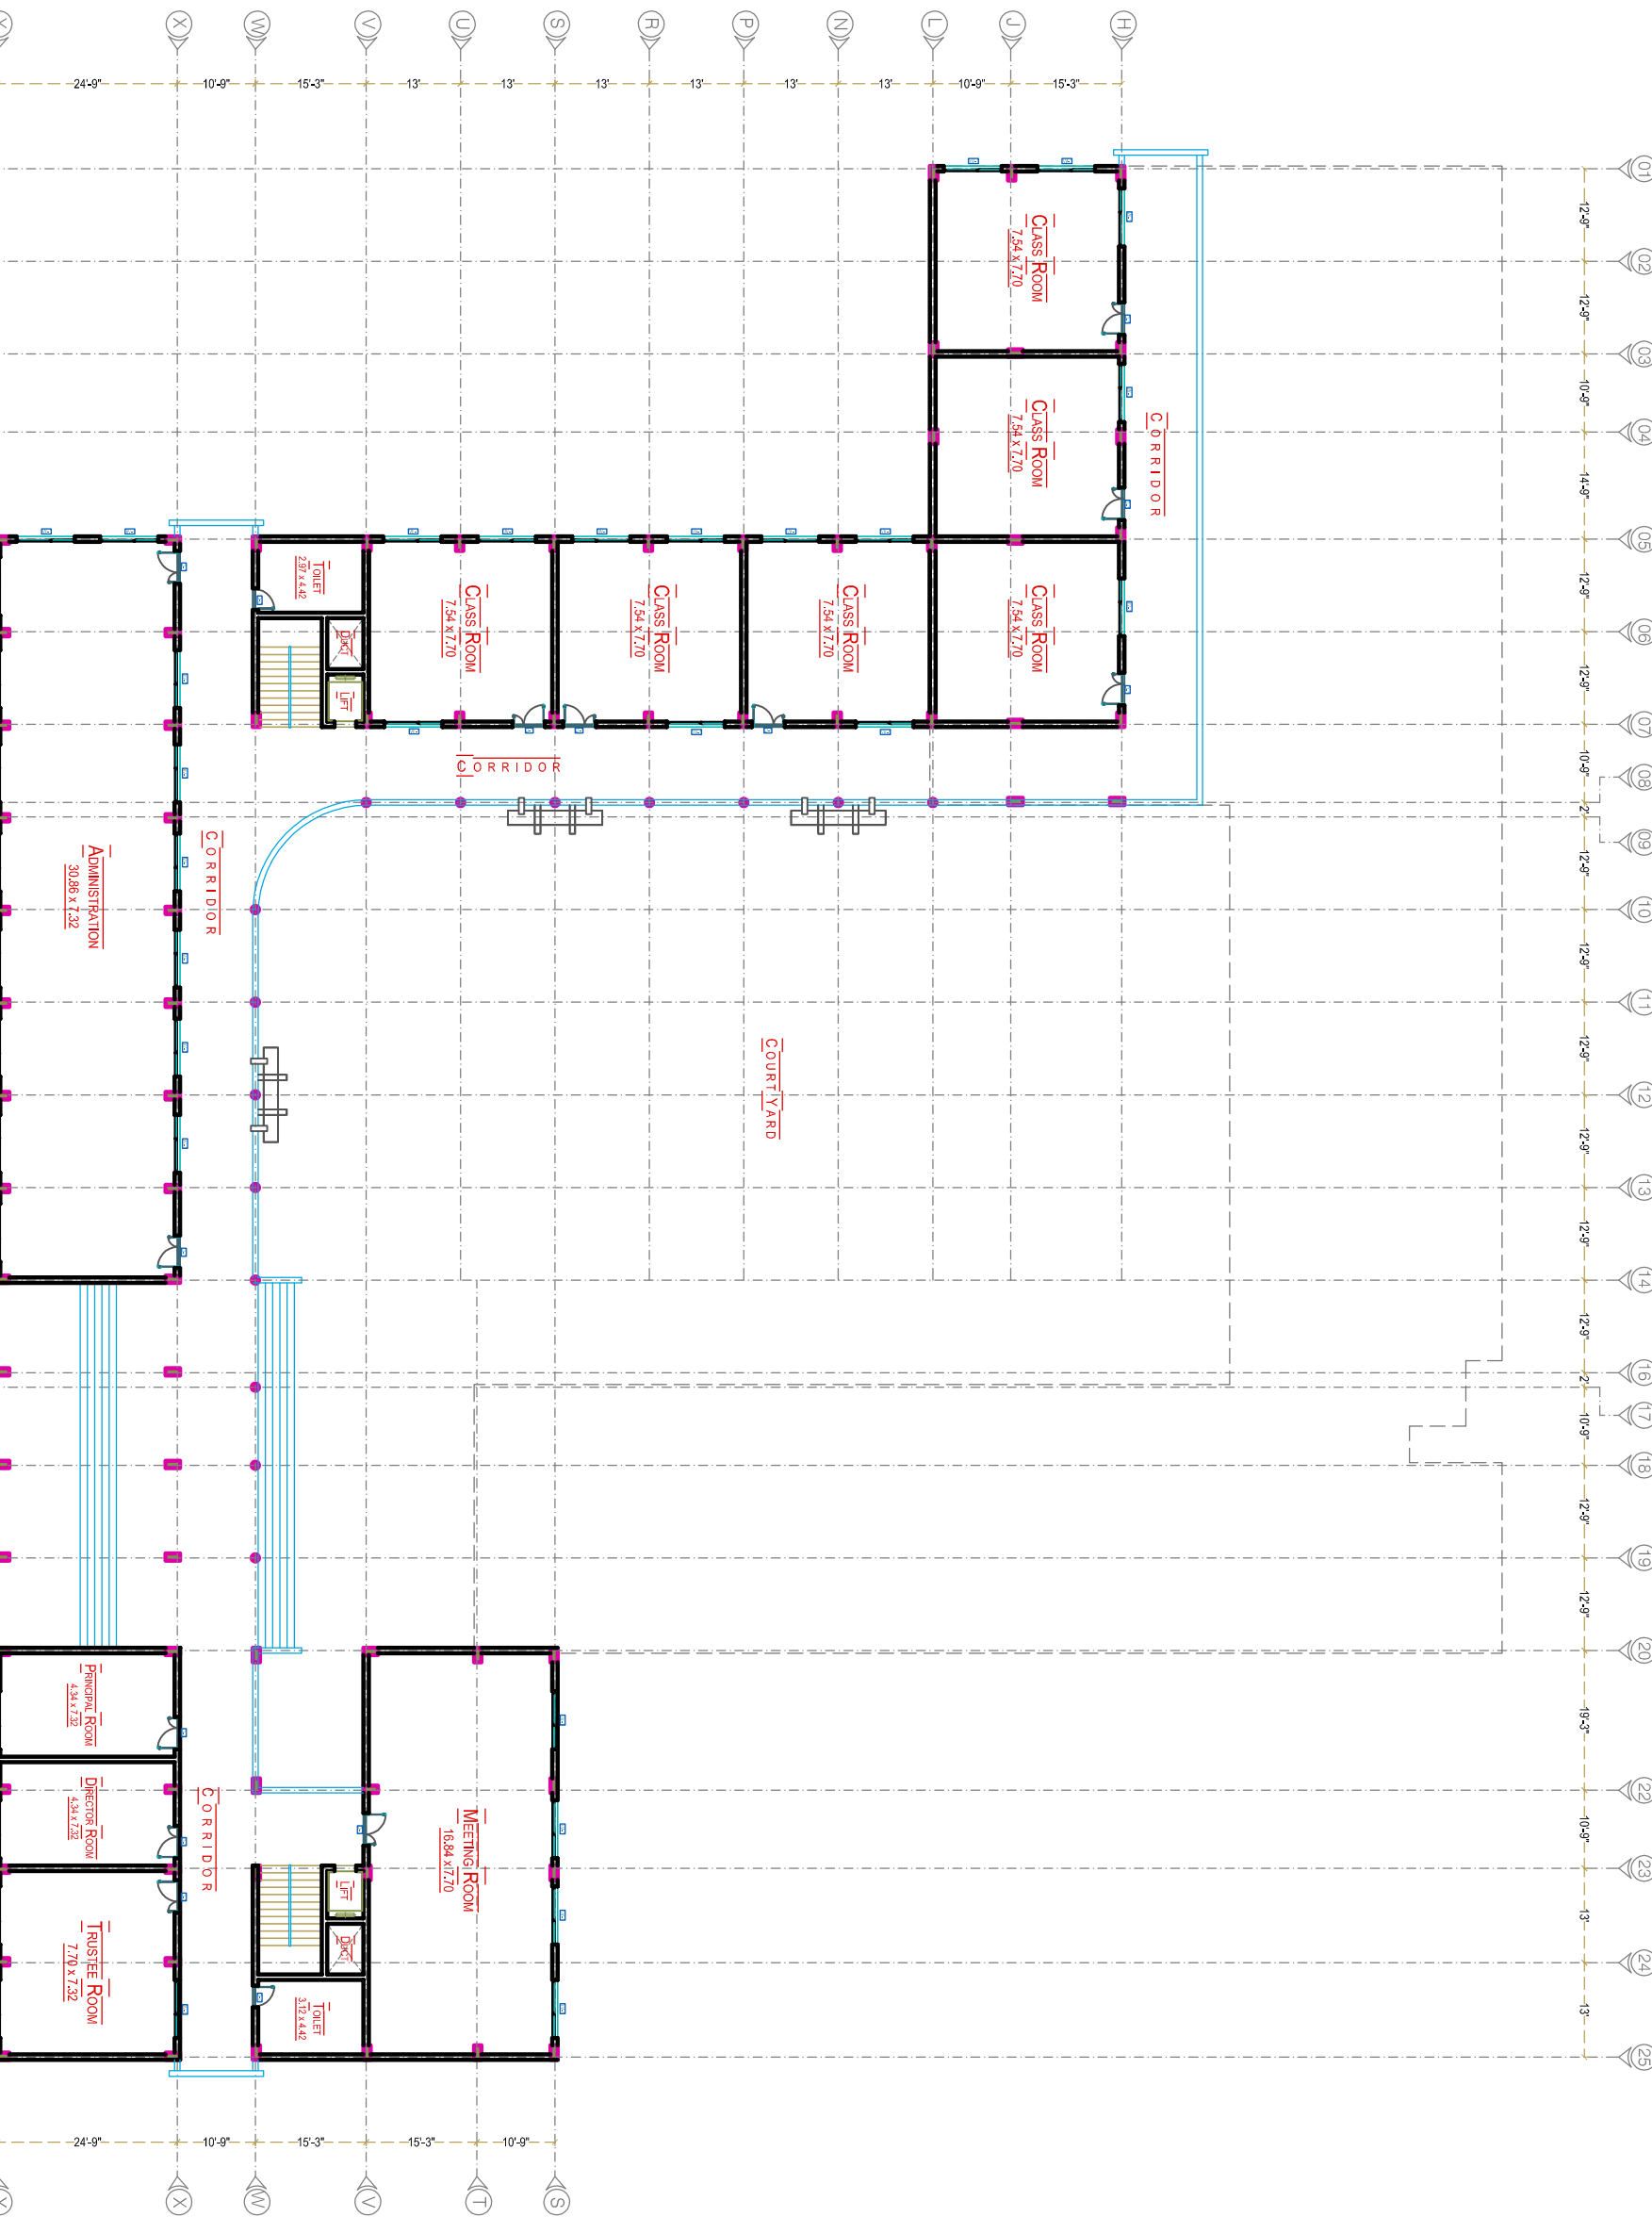 X
W
V
U
S
R
P
N
L
J
H
24'-9"
10'-9"
15'-3"
13'
13'
13'
13'
13'
13'
10'-9"
15'-3"
01
02
03
04
05
06
07
08
09
10
11
12
13
14
16
17
18
19
20
22
23
24
25
12'-9"
12'-9"
10'-9"
14'-9"
12'-9"
12'-9"
10'-9"
2'
12'-9"
12'-9"
12'-9"
12'-9"
12'-9"
12'-9"
2'
10'-9"
12'-9"
12'-9"
19'-3"
10'-9"
13'
13'
CLASS ROOM
7.54 x 7.70
CLASS ROOM
7.54 x 7.70
CORRIDOR
CLASS ROOM
7.54 x 7.70
CLASS ROOM
7.54 x 7.70
CLASS ROOM
7.54 x 7.70
CLASS ROOM
7.54 x 7.70
TOILET
2.97 x 4.42
DUCT
LIFT
CORRIDOR
CORRIDOR
ADMINISTRATION
30.86 x 7.32
COURT YARD
PRINCIPAL ROOM
4.34 x 7.32
DIRECTOR ROOM
4.34 x 7.32
CORRIDOR
MEETING ROOM
16.84 x 7.70
LIFT
DUCT
TOILET
3.12 x 4.42
TRUSTEE ROOM
7.70 x 7.32
24'-9"
10'-9"
15'-3"
15'-3"
10'-9"
X
W
V
T
S